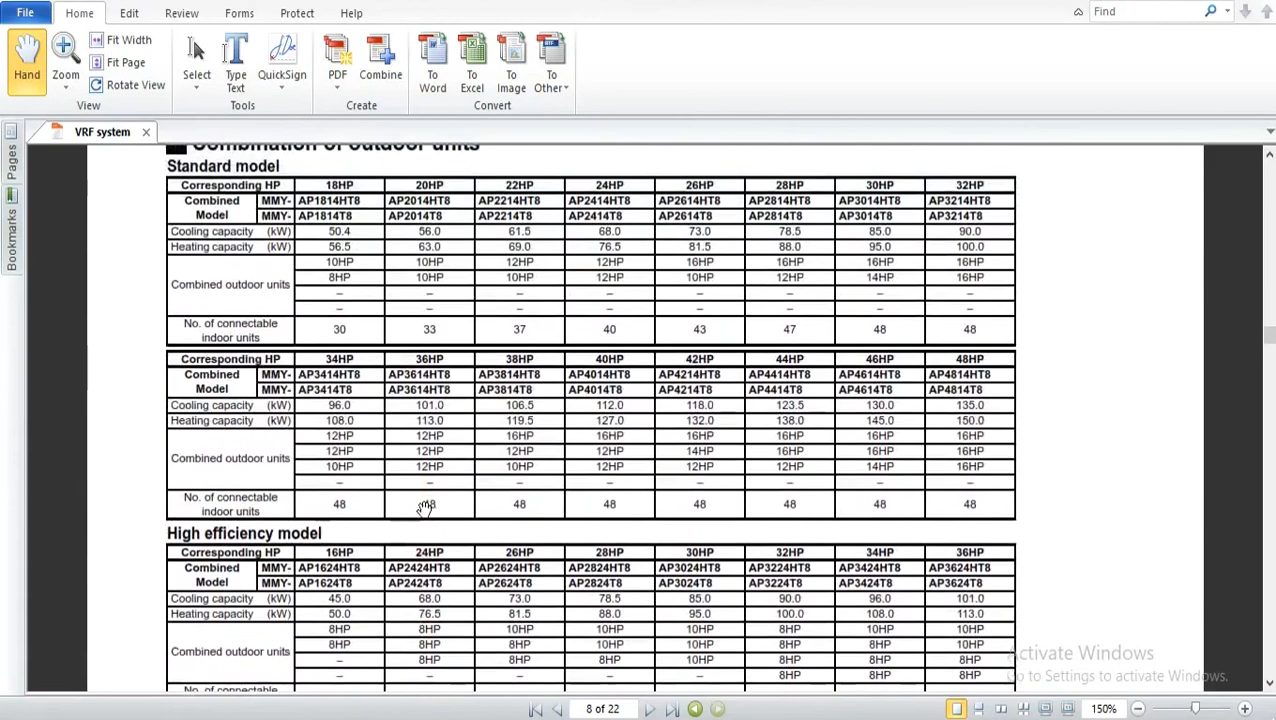 File Home Edit Review Forms Protect Help Find
Hand Zoom Fit Width Fit Page Rotate View
View
Select Type Text QuickSign
Tools
PDF Combine
Create
To Word To Excel To Image To Other
Convert
VRF system
Pages
Bookmarks
Combination of outdoor units
Standard model
Corresponding HP 18HP 20HP 22HP 24HP 26HP 28HP 30HP 32HP
Combined Model MMY- AP1814HT8 AP2014HT8 AP2214HT8 AP2414HT8 AP2614HT8 AP2814HT8 AP3014HT8 AP3214HT8
MMY- AP1814T8 AP2014T8 AP2214T8 AP2414T8 AP2614T8 AP2814T8 AP3014T8 AP3214T8
Cooling capacity (kW) 50.4 56.0 61.5 68.0 73.0 78.5 85.0 90.0
Heating capacity (kW) 56.5 63.0 69.0 76.5 81.5 88.0 95.0 100.0
Combined outdoor units 10HP 10HP 12HP 12HP 16HP 16HP 16HP 16HP
8HP 10HP 10HP 12HP 10HP 12HP 14HP 16HP
– – – – – – – –
– – – – – – – –
No. of connectable indoor units 30 33 37 40 43 47 48 48
Corresponding HP 34HP 36HP 38HP 40HP 42HP 44HP 46HP 48HP
Combined Model MMY- AP3414HT8 AP3614HT8 AP3814HT8 AP4014HT8 AP4214HT8 AP4414HT8 AP4614HT8 AP4814HT8
MMY- AP3414T8 AP3614T8 AP3814T8 AP4014T8 AP4214T8 AP4414T8 AP4614T8 AP4814T8
Cooling capacity (kW) 96.0 101.0 106.5 112.0 118.0 123.5 130.0 135.0
Heating capacity (kW) 108.0 113.0 119.5 127.0 132.0 138.0 145.0 150.0
Combined outdoor units 12HP 12HP 16HP 16HP 16HP 16HP 16HP 16HP
12HP 12HP 12HP 12HP 14HP 16HP 16HP 16HP
10HP 12HP 10HP 12HP 12HP 12HP 14HP 16HP
– – – – – – – –
No. of connectable indoor units 48 48 48 48 48 48 48
High efficiency model
Corresponding HP 16HP 24HP 26HP 28HP 30HP 32HP 34HP 36HP
Combined Model MMY- AP1624HT8 AP2424HT8 AP2624HT8 AP2824HT8 AP3024HT8 AP3224HT8 AP3424HT8 AP3624HT8
MMY- AP1624T8 AP2424T8 AP2624T8 AP2824T8 AP3024T8 AP3224T8 AP3424T8 AP3624T8
Cooling capacity (kW) 45.0 68.0 73.0 78.5 85.0 90.0 96.0 101.0
Heating capacity (kW) 50.0 76.5 81.5 88.0 95.0 100.0 108.0 113.0
Combined outdoor units 8HP 8HP 10HP 10HP 10HP 8HP 10HP 10HP
8HP 8HP 8HP 10HP 10HP 8HP 8HP 10HP
– 8HP 8HP 8HP 10HP 8HP 8HP 8HP
– – – – – 8HP 8HP 8HP
No. of connectable
Activate Windows
Go to Settings to activate Windows.
8 of 22 150%